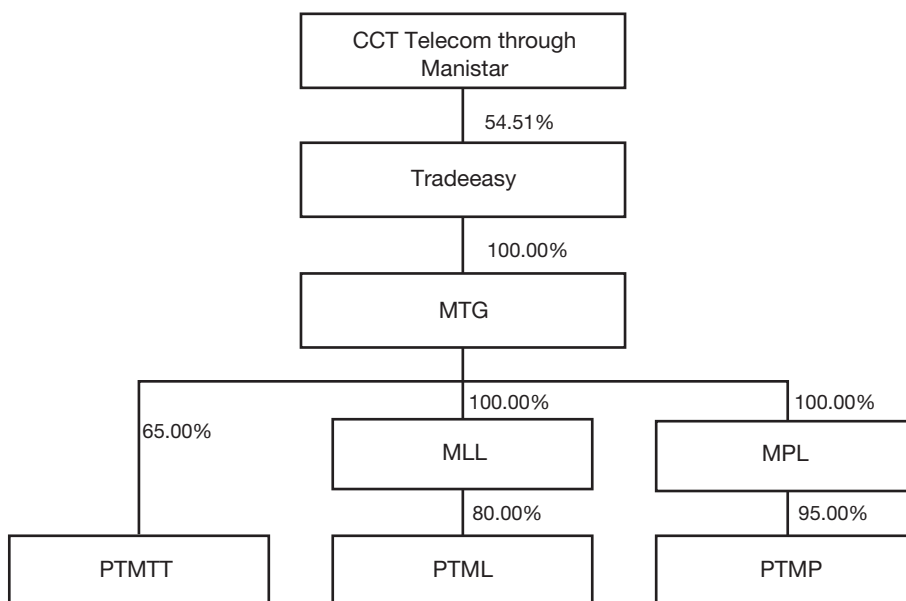 CCT Telecom through
Manistar
54.51%
Tradeeasy
100.00%
MTG
65.00%
100.00%
100.00%
MLL
MPL
80.00%
95.00%
PTMTT
PTML
PTMP